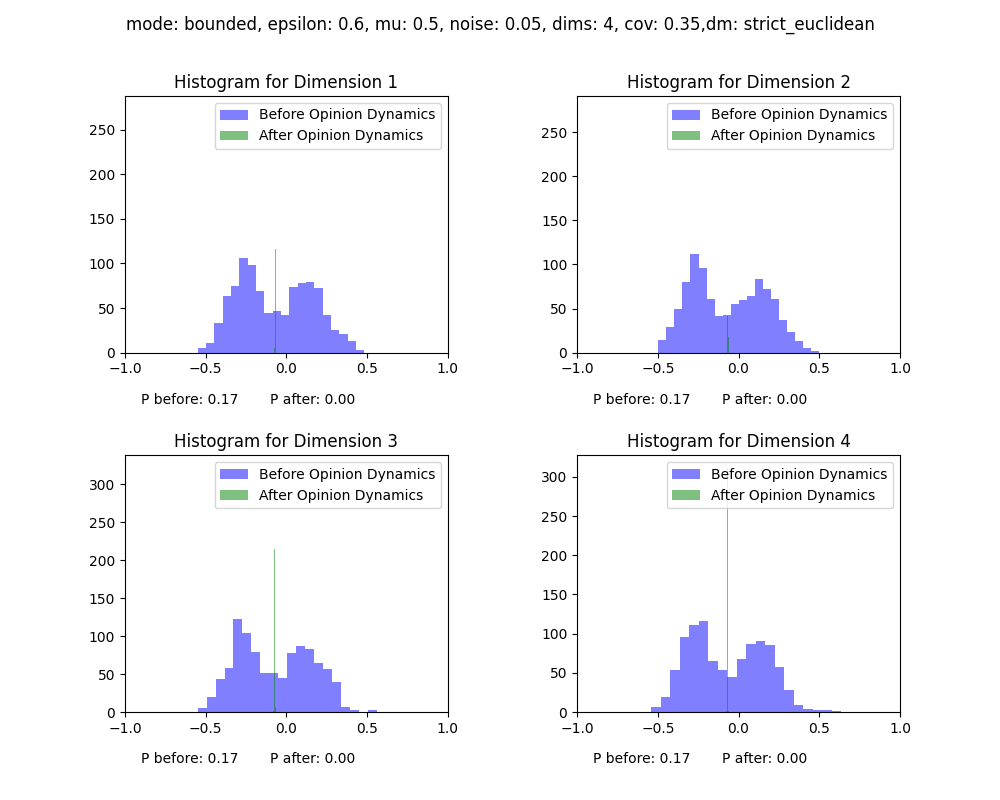 mode: bounded, epsilon: 0.6, mu: 0.5, noise: 0.05, dims: 4, cov: 0.35,dm: strict_euclidean
Histogram for Dimension 1
Before Opinion Dynamics
After Opinion Dynamics
250
200
150
100
50
0
−1.0 −0.5 0.0 0.5 1.0
P before: 0.17 P after: 0.00
Histogram for Dimension 2
Before Opinion Dynamics
After Opinion Dynamics
250
200
150
100
50
0
−1.0 −0.5 0.0 0.5 1.0
P before: 0.17 P after: 0.00
Histogram for Dimension 3
Before Opinion Dynamics
After Opinion Dynamics
300
250
200
150
100
50
0
−1.0 −0.5 0.0 0.5 1.0
P before: 0.17 P after: 0.00
Histogram for Dimension 4
Before Opinion Dynamics
After Opinion Dynamics
300
250
200
150
100
50
0
−1.0 −0.5 0.0 0.5 1.0
P before: 0.17 P after: 0.00